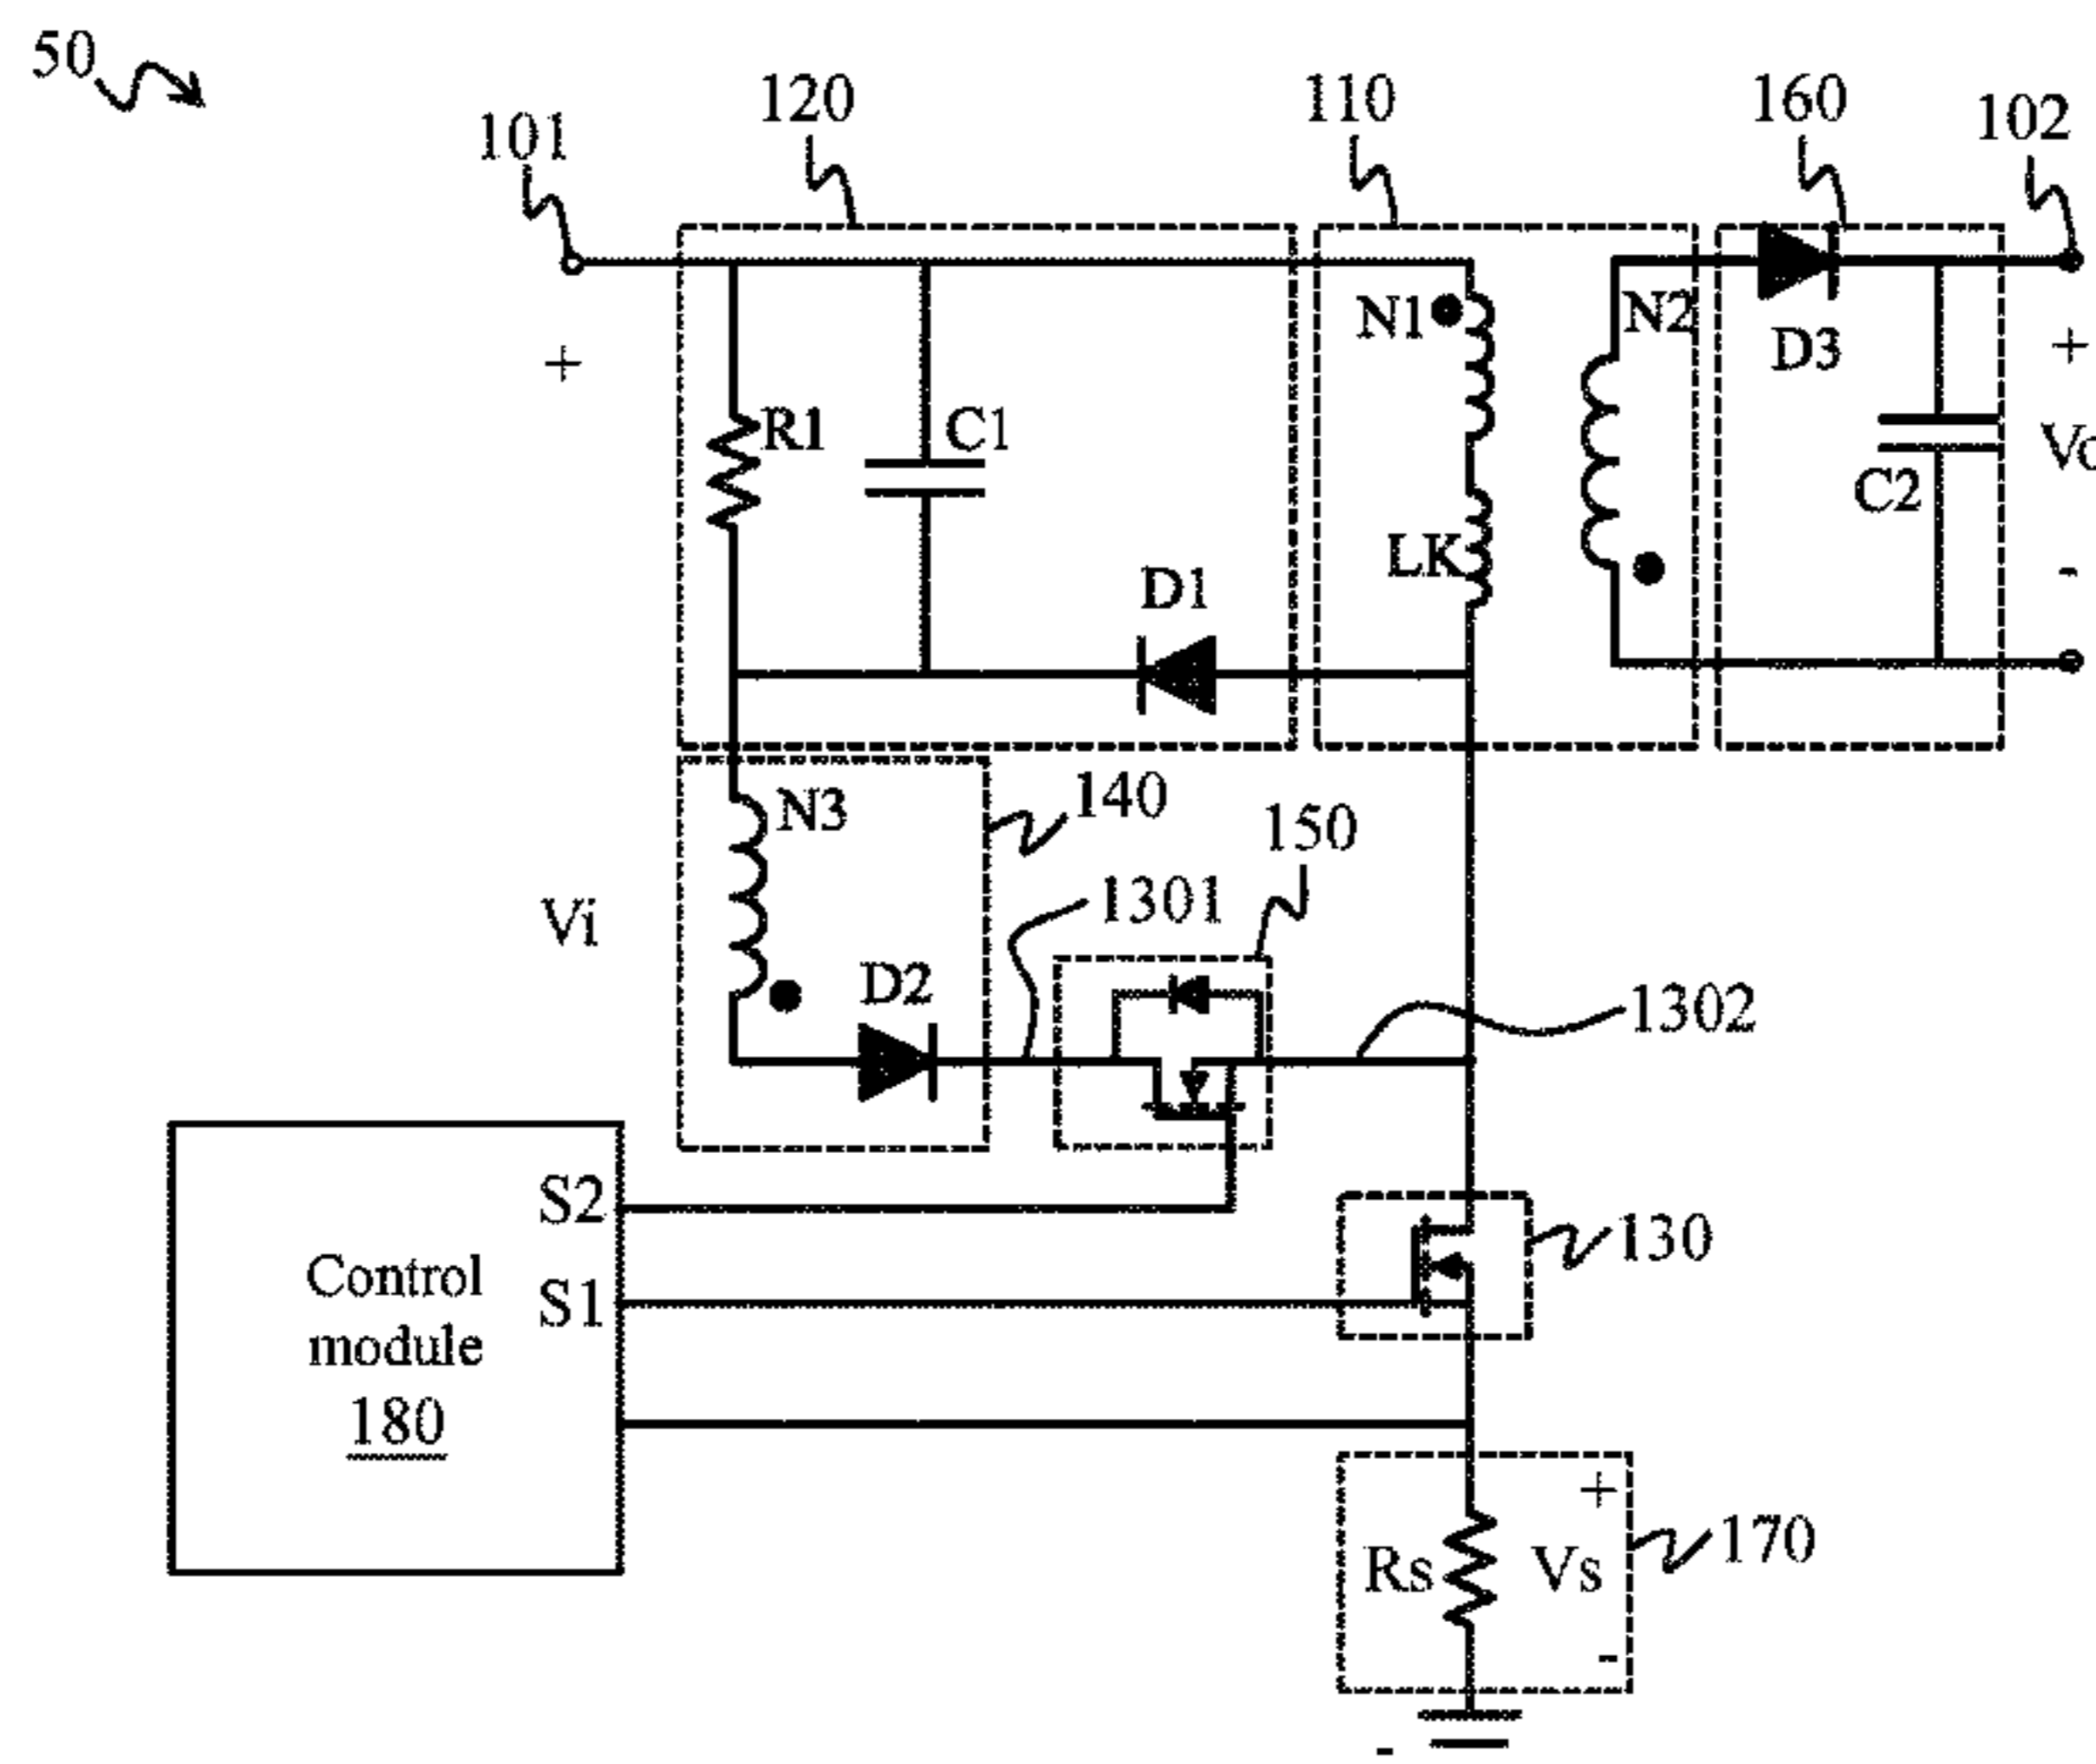 50
101
120
110
160
102
+
R1
C1
D1
N1
LK
N2
D3
C2
+
Vo
-
N3
140
150
1301
Vi
D2
1302
S2
S1
Control
module
180
130
+
Rs
Vs
-
170
-